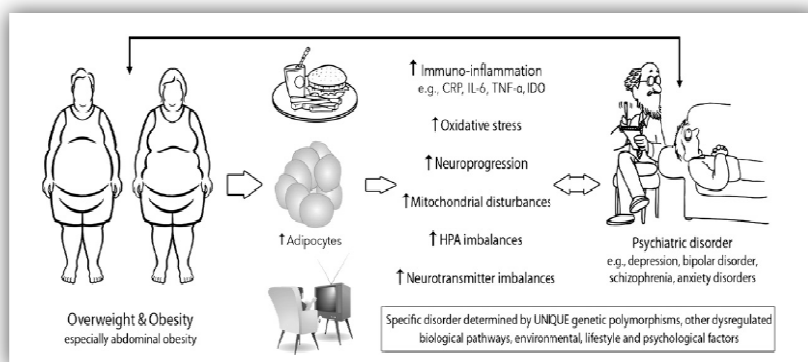 ↑ Immuno-inflammation
e.g., CRP, IL-6, TNF-α, IDO
↑ Oxidative stress
↑ Neuroprogression
↑ Mitochondrial disturbances
↑ HPA imbalances
↑ Neurotransmitter imbalances
↑ Adipocytes
Overweight & Obesity
especially abdominal obesity
Psychiatric disorder
e.g., depression, bipolar disorder,
schizophrenia, anxiety disorders
Specific disorder determined by UNIQUE genetic polymorphisms, other dysregulated
biological pathways, environmental, lifestyle and psychological factors